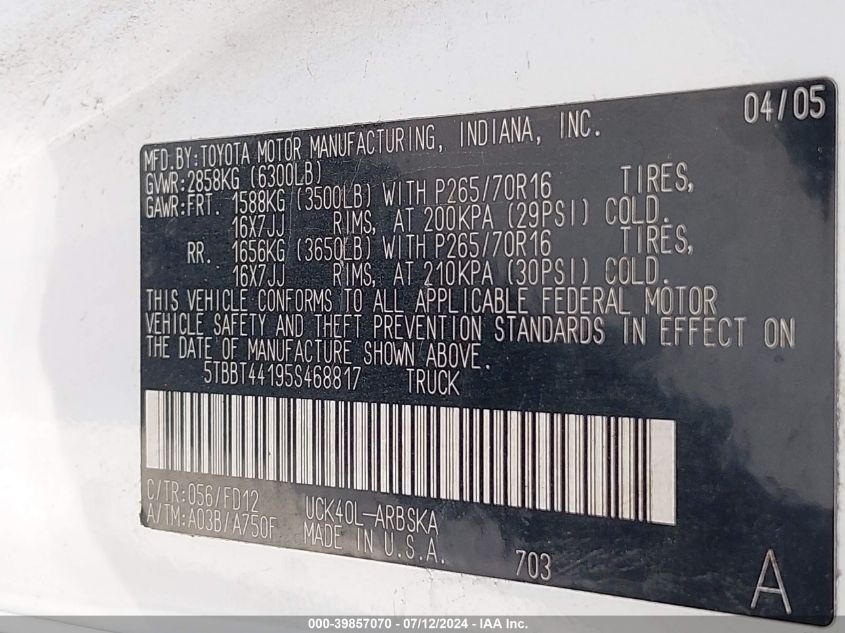 04/05
MFD.BY:TOYOTA MOTOR MANUFACTURING, INDIANA, INC.
GVWR:2858KG (6300LB)
GAWR:FRT. 1588KG (3500LB) WITH P265/70R16 TIRES,
16X7JJ RIMS, AT 200KPA (29PSI) COLD.
RR. 1656KG (3650LB) WITH P265/70R16 TIRES,
16X7JJ RIMS, AT 210KPA (30PSI) COLD.
THIS VEHICLE CONFORMS TO ALL APPLICABLE FEDERAL MOTOR
VEHICLE SAFETY AND THEFT PREVENTION STANDARDS IN EFFECT ON
THE DATE OF MANUFACTURE SHOWN ABOVE.
5TBBT44195S468817 TRUCK
C/TR:056/FD12 UCK40L-ARBSKA
A/TM:A03B/A750F MADE IN U.S.A. 703
A
000-39857070 - 07/12/2024 - IAA Inc.